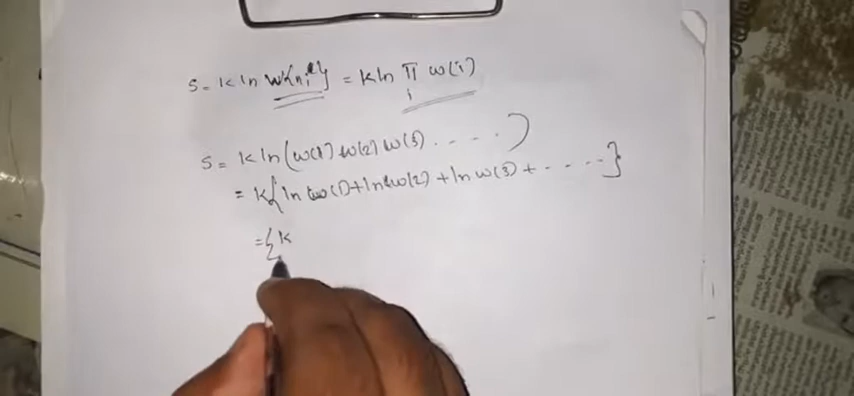 S = k ln W{nᵢ*} = k ln ∏ᵢ w(i)
S = k ln (w(1) w(2) w(3) . . . . . )
= k{ ln w(1) + ln w(2) + ln w(3) + . . . . . }
= { k